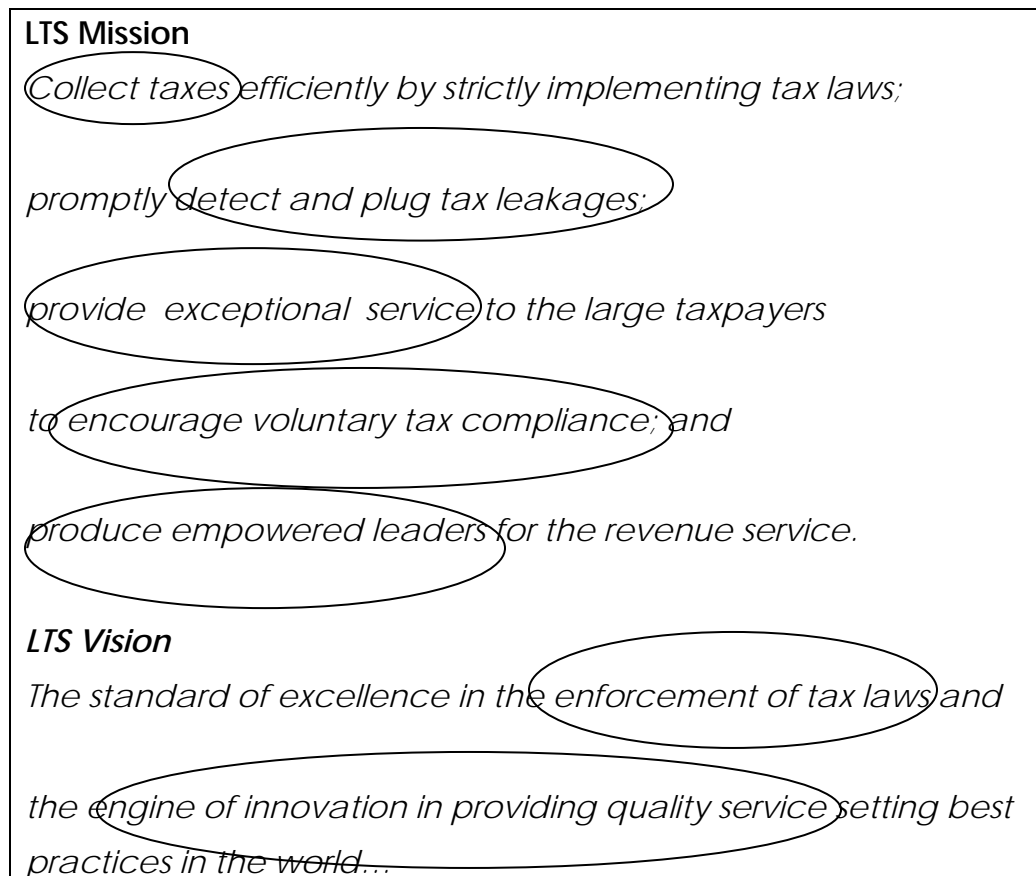 LTS Mission
Collect taxes efficiently by strictly implementing tax laws;
promptly detect and plug tax leakages;
provide exceptional service to the large taxpayers
to encourage voluntary tax compliance; and
produce empowered leaders for the revenue service.
LTS Vision
The standard of excellence in the enforcement of tax laws and
the engine of innovation in providing quality service setting best
practices in the world…